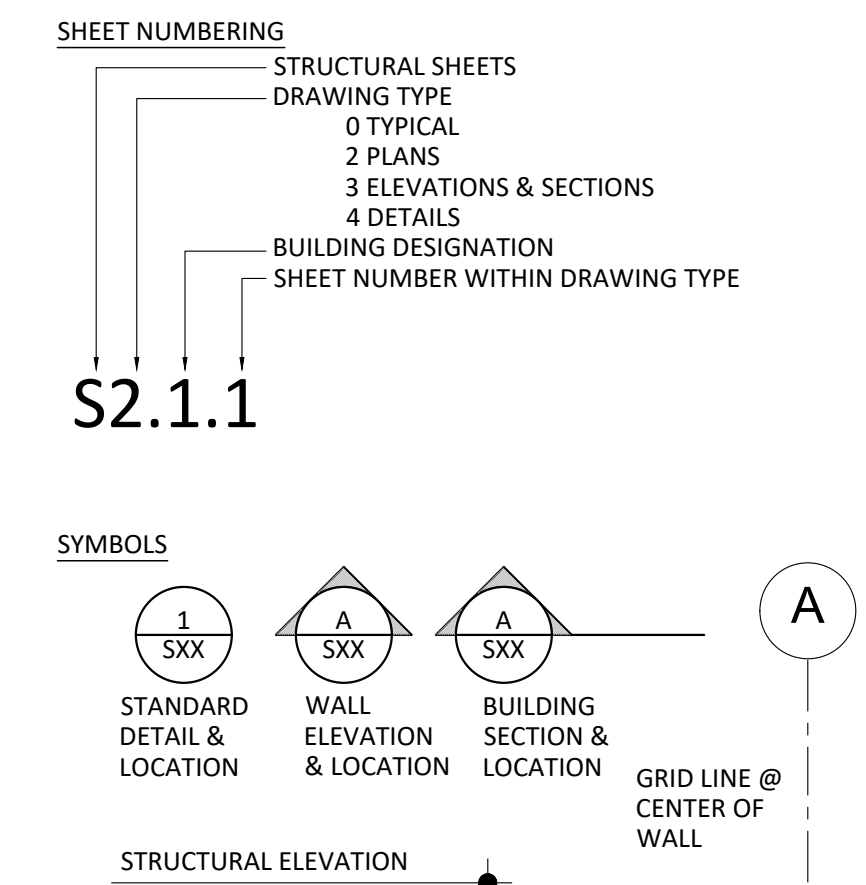 SHEET NUMBERING
STRUCTURAL SHEETS
DRAWING TYPE
0 TYPICAL
2 PLANS
3 ELEVATIONS & SECTIONS
4 DETAILS
BUILDING DESIGNATION
SHEET NUMBER WITHIN DRAWING TYPE
S2.1.1
SYMBOLS
1
SXX
STANDARD
DETAIL &
LOCATION
A
SXX
WALL
ELEVATION
& LOCATION
A
SXX
BUILDING
SECTION &
LOCATION
A
GRID LINE @
CENTER OF
WALL
STRUCTURAL ELEVATION